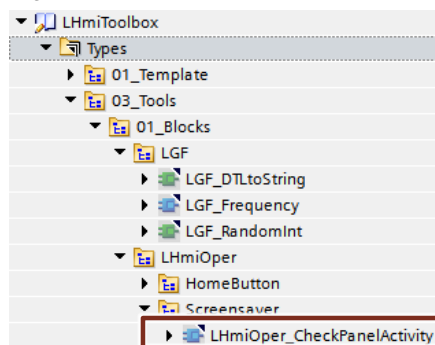 LHmiToolbox
Types
01_Template
03_Tools
01_Blocks
LGF
LGF_DTLtoString
LGF_Frequency
LGF_RandomInt
LHmiOper
HomeButton
Screensaver
LHmiOper_CheckPanelActivity